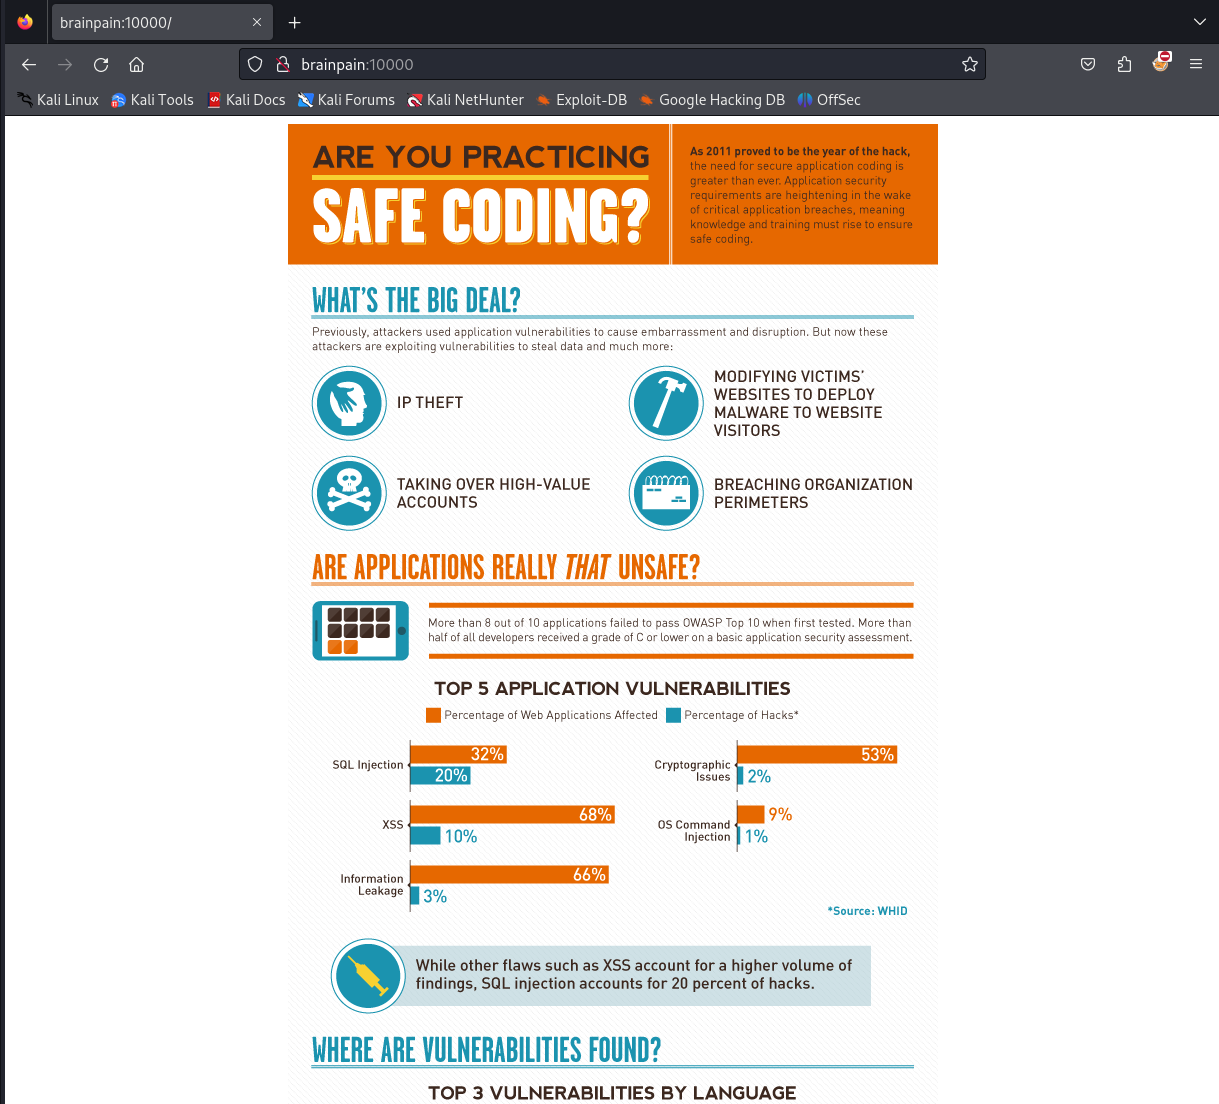 brainpain:10000/
brainpain:10000
Kali Linux Kali Tools Kali Docs Kali Forums Kali NetHunter Exploit-DB Google Hacking DB OffSec
ARE YOU PRACTICING
SAFE CODING?
As 2011 proved to be the year of the hack,
the need for secure application coding is
greater than ever. Application security
requirements are heightening in the wake
of critical application breaches, meaning
knowledge and training must rise to ensure
safe coding.
WHAT'S THE BIG DEAL?
Previously, attackers used application vulnerabilities to cause embarrassment and disruption. But now these
attackers are exploiting vulnerabilities to steal data and much more:
IP THEFT
MODIFYING VICTIMS'
WEBSITES TO DEPLOY
MALWARE TO WEBSITE
VISITORS
TAKING OVER HIGH-VALUE
ACCOUNTS
BREACHING ORGANIZATION
PERIMETERS
ARE APPLICATIONS REALLY THAT UNSAFE?
More than 8 out of 10 applications failed to pass OWASP Top 10 when first tested. More than
half of all developers received a grade of C or lower on a basic application security assessment.
TOP 5 APPLICATION VULNERABILITIES
Percentage of Web Applications Affected Percentage of Hacks*
SQL Injection
32%
20%
XSS
68%
10%
Information
Leakage
66%
3%
Cryptographic
Issues
53%
2%
OS Command
Injection
9%
1%
*Source: WHID
While other flaws such as XSS account for a higher volume of
findings, SQL injection accounts for 20 percent of hacks.
WHERE ARE VULNERABILITIES FOUND?
TOP 3 VULNERABILITIES BY LANGUAGE